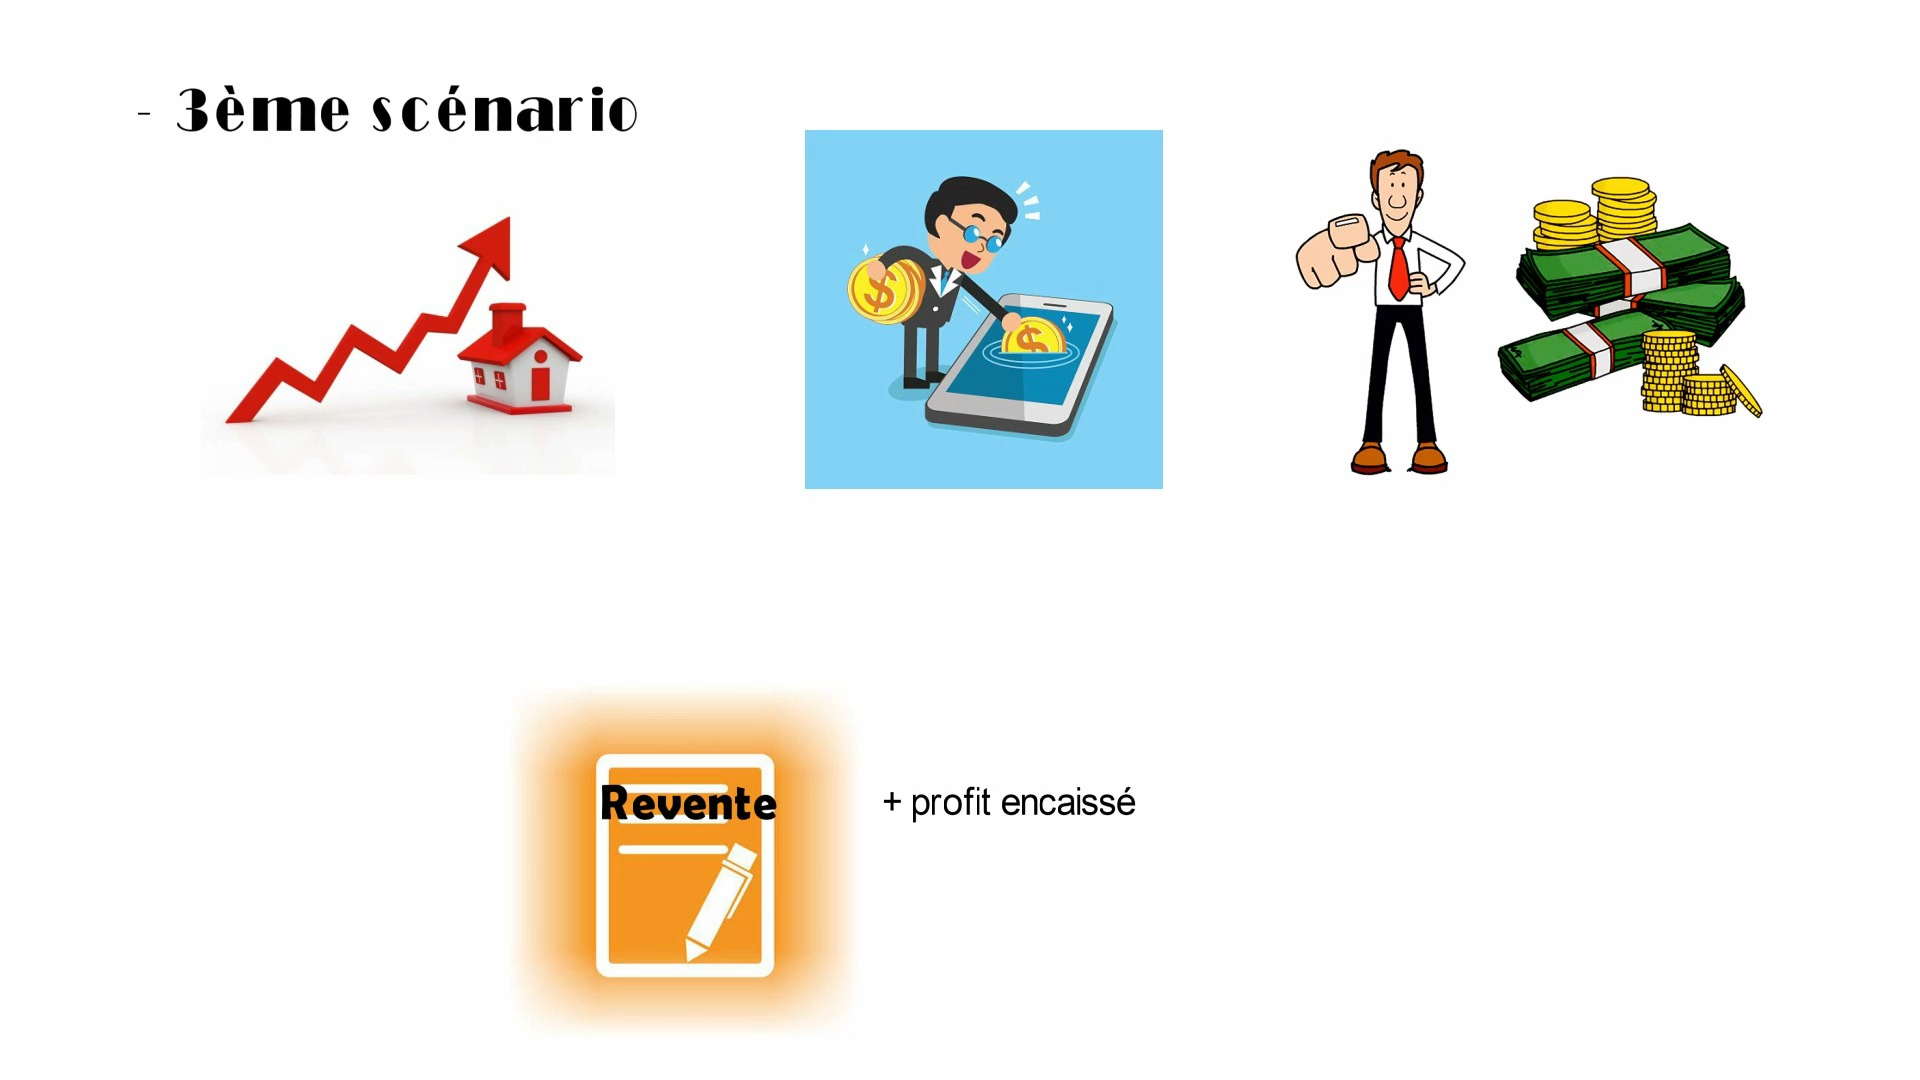 - 3ème scénario
Revente
+ profit encaissé